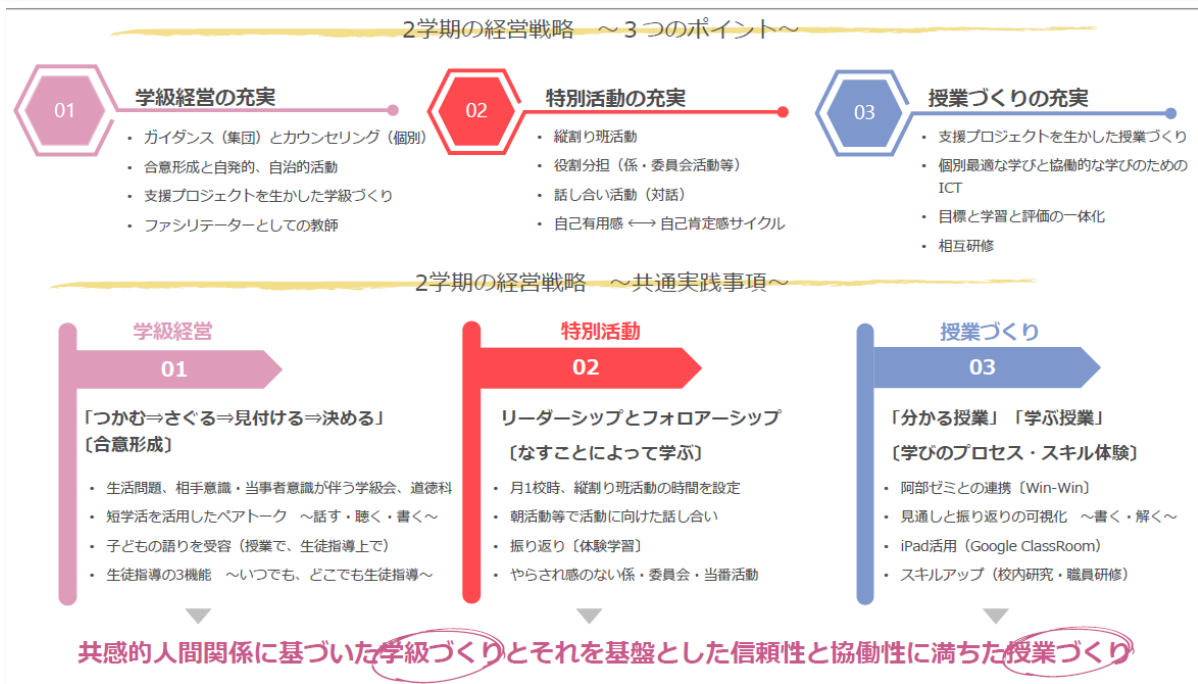 2学期の経営戦略　～３つのポイント～
01
学級経営の充実
• ガイダンス（集団）とカウンセリング（個別）
• 合意形成と自発的、自治的活動
• 支援プロジェクトを生かした学級づくり
• ファシリテーターとしての教師
02
特別活動の充実
• 縦割り班活動
• 役割分担（係・委員会活動等）
• 話し合い活動（対話）
• 自己有用感 ⟷ 自己肯定感サイクル
03
授業づくりの充実
• 支援プロジェクトを生かした授業づくり
• 個別最適な学びと協働的な学びのための
ICT
• 目標と学習と評価の一体化
• 相互研修
2学期の経営戦略　～共通実践事項～
学級経営
01
「つかむ⇒さぐる⇒見付ける⇒決める」
〔合意形成〕
• 生活問題、相手意識・当事者意識が伴う学級会、道徳科
• 短学活を活用したペアトーク　～話す・聴く・書く～
• 子どもの語りを受容（授業で、生徒指導上で）
• 生徒指導の3機能　～いつでも、どこでも生徒指導～
特別活動
02
リーダーシップとフォロアーシップ
〔なすことによって学ぶ〕
• 月1校時、縦割り班活動の時間を設定
• 朝活動等で活動に向けた話し合い
• 振り返り〔体験学習〕
• やらされ感のない係・委員会・当番活動
授業づくり
03
「分かる授業」「学ぶ授業」
〔学びのプロセス・スキル体験〕
• 阿部ゼミとの連携〔Win-Win〕
• 見通しと振り返りの可視化　～書く・解く～
• iPad活用（Google ClassRoom）
• スキルアップ（校内研究・職員研修）
共感的人間関係に基づいた学級づくりとそれを基盤とした信頼性と協働性に満ちた授業づくり